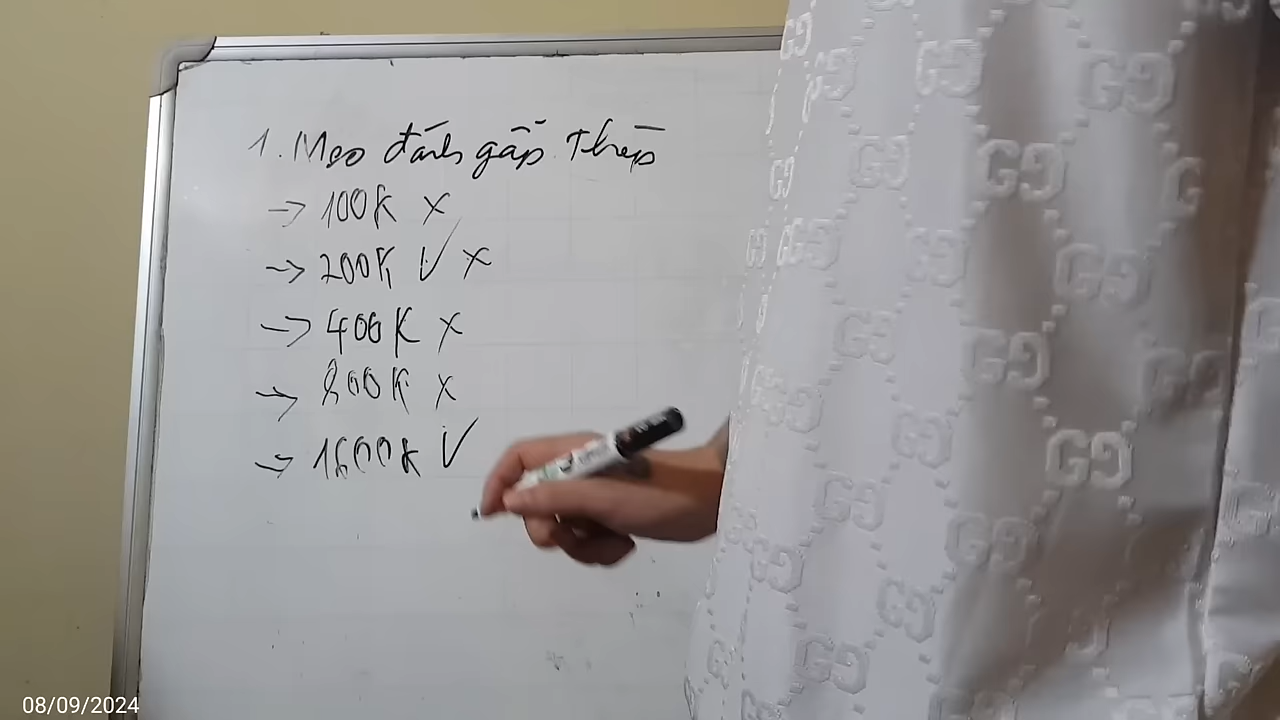 1. Mẹo đánh gấp thếp
→ 100K x
→ 200K √ x
→ 400K x
→ 800K x
→ 1600K √
08/09/2024